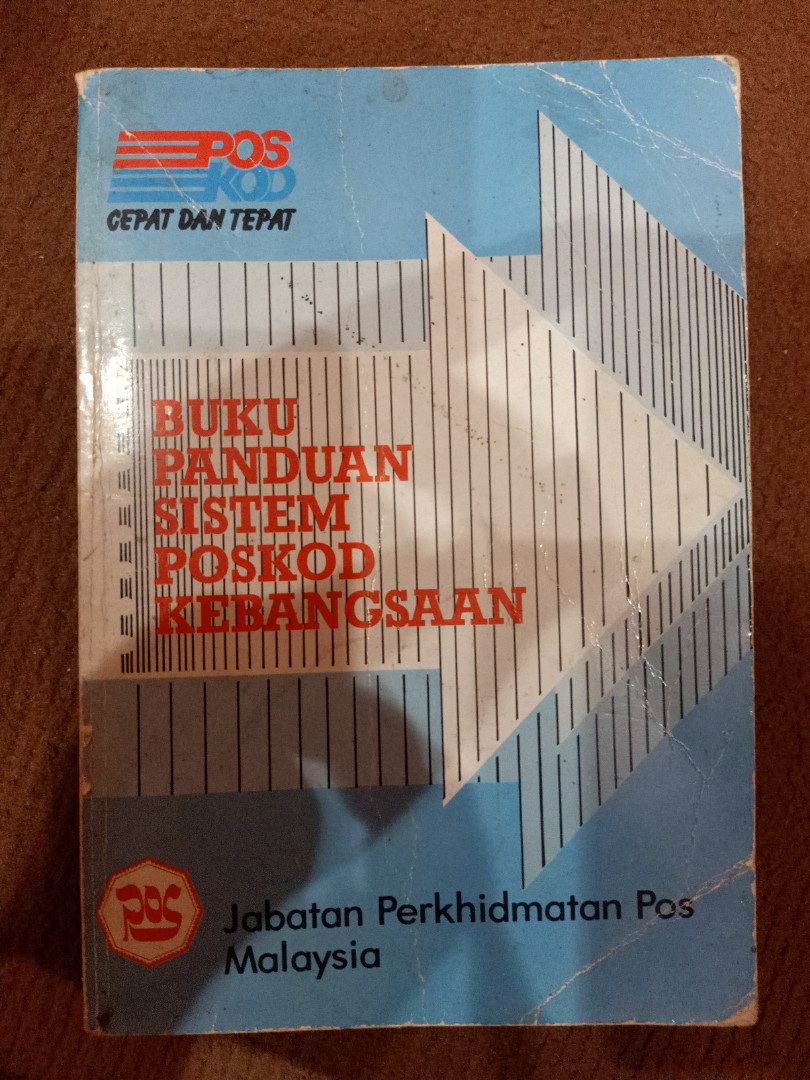 POS
KOD
CEPAT DAN TEPAT
BUKU
PANDUAN
SISTEM
POSKOD
KEBANGSAAN
pos
Jabatan Perkhidmatan Pos
Malaysia